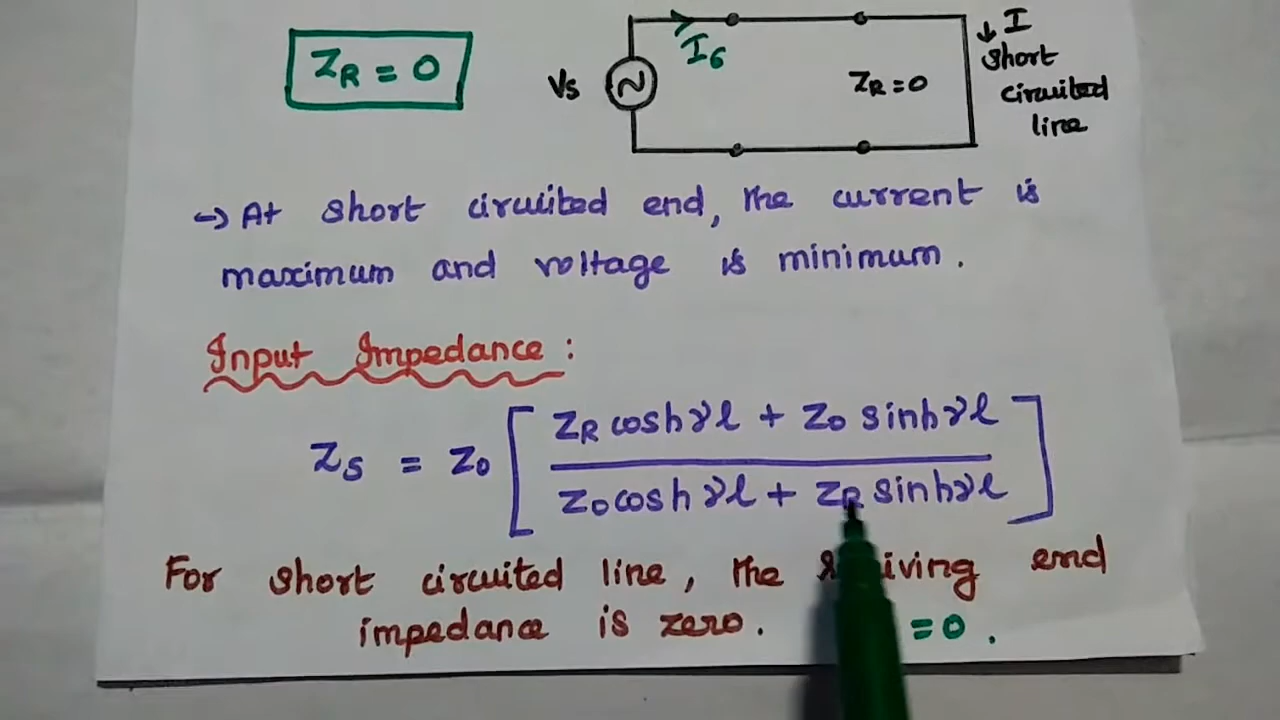 ZR = 0
Vs
IG
ZR = 0
I
short
circuited
line
→ At short circuited end, the current is
maximum and voltage is minimum.
Input Impedance :
ZS = Z0 [ ZR cosh γl + Z0 sinh γl
Z0 cosh γl + ZR sinh γl ]
For short circuited line, the end
impedance is zero. = 0 .